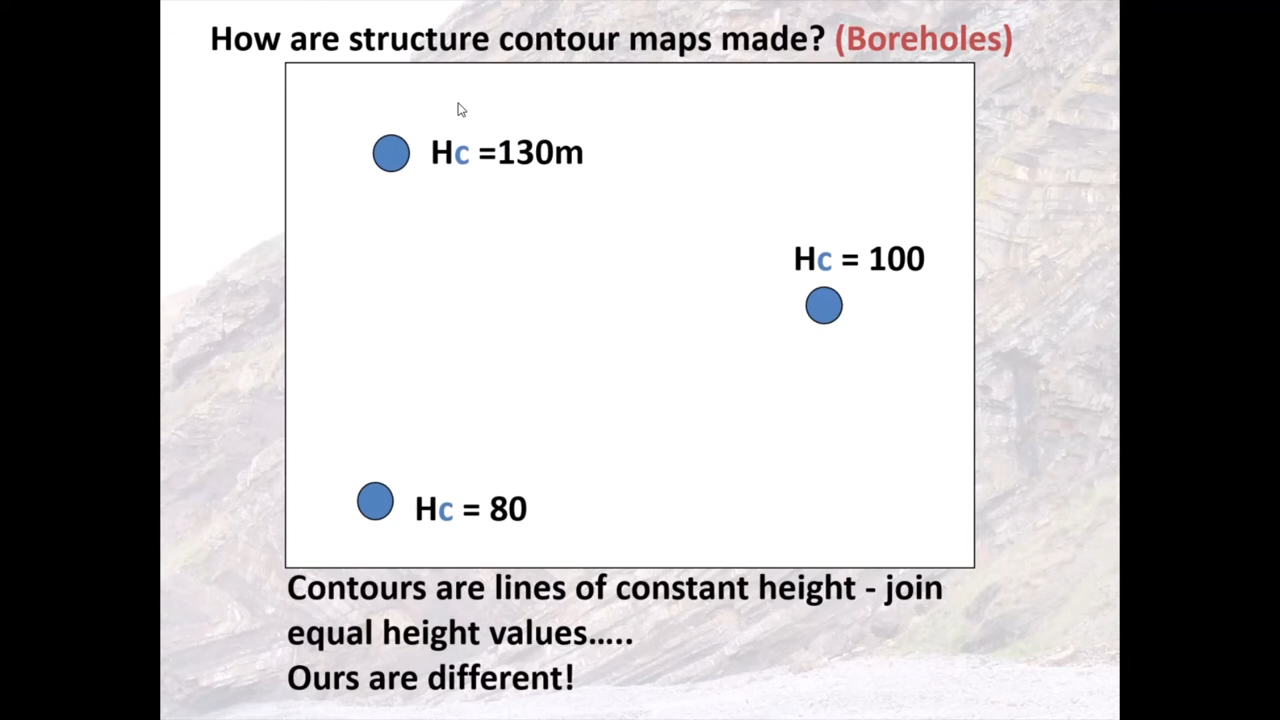 How are structure contour maps made? (Boreholes)
Hc =130m
Hc = 100
Hc = 80
Contours are lines of constant height - join
equal height values…..
Ours are different!